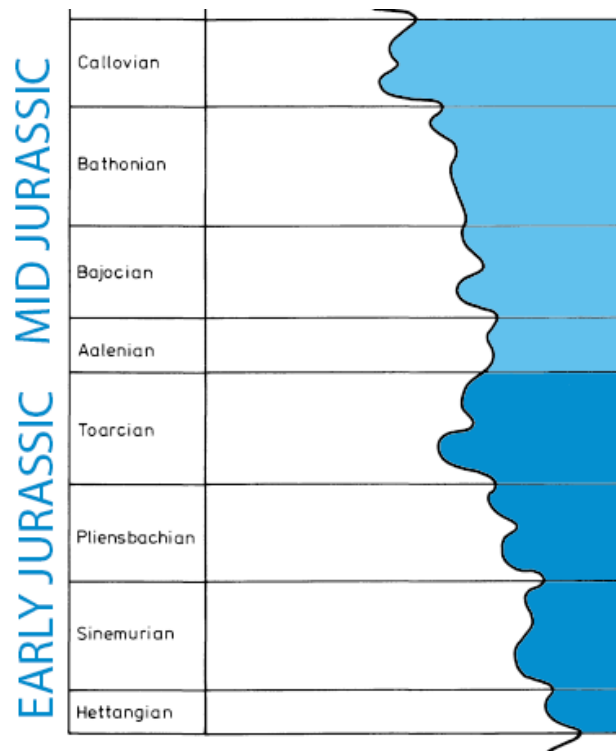 MID JURASSIC
Callovian
Bathonian
Bajocian
Aalenian
EARLY JURASSIC
Toarcian
Pliensbachian
Sinemurian
Hettangian